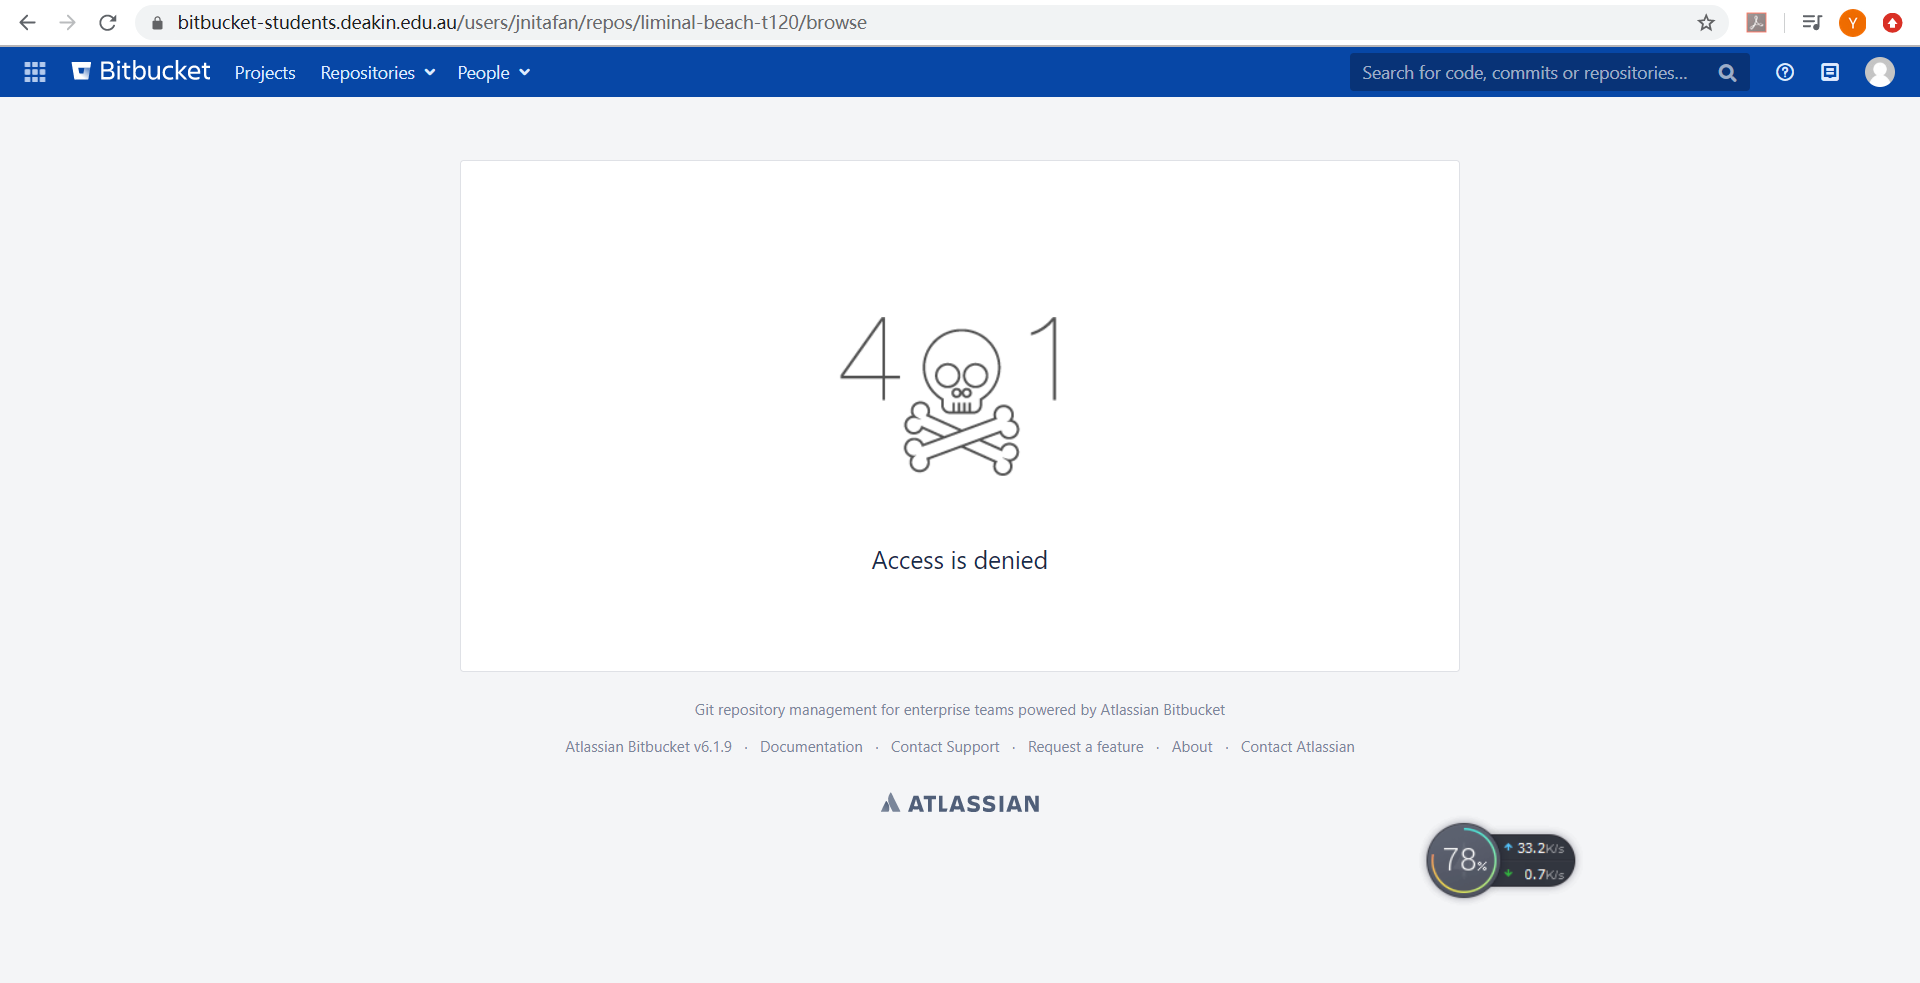 bitbucket-students.deakin.edu.au/users/jnitafan/repos/liminal-beach-t120/browse
Y
Bitbucket Projects Repositories People Search for code, commits or repositories...
4 1
Access is denied
Git repository management for enterprise teams powered by Atlassian Bitbucket
Atlassian Bitbucket v6.1.9 · Documentation · Contact Support · Request a feature · About · Contact Atlassian
ATLASSIAN
78%
33.2K/s
0.7K/s